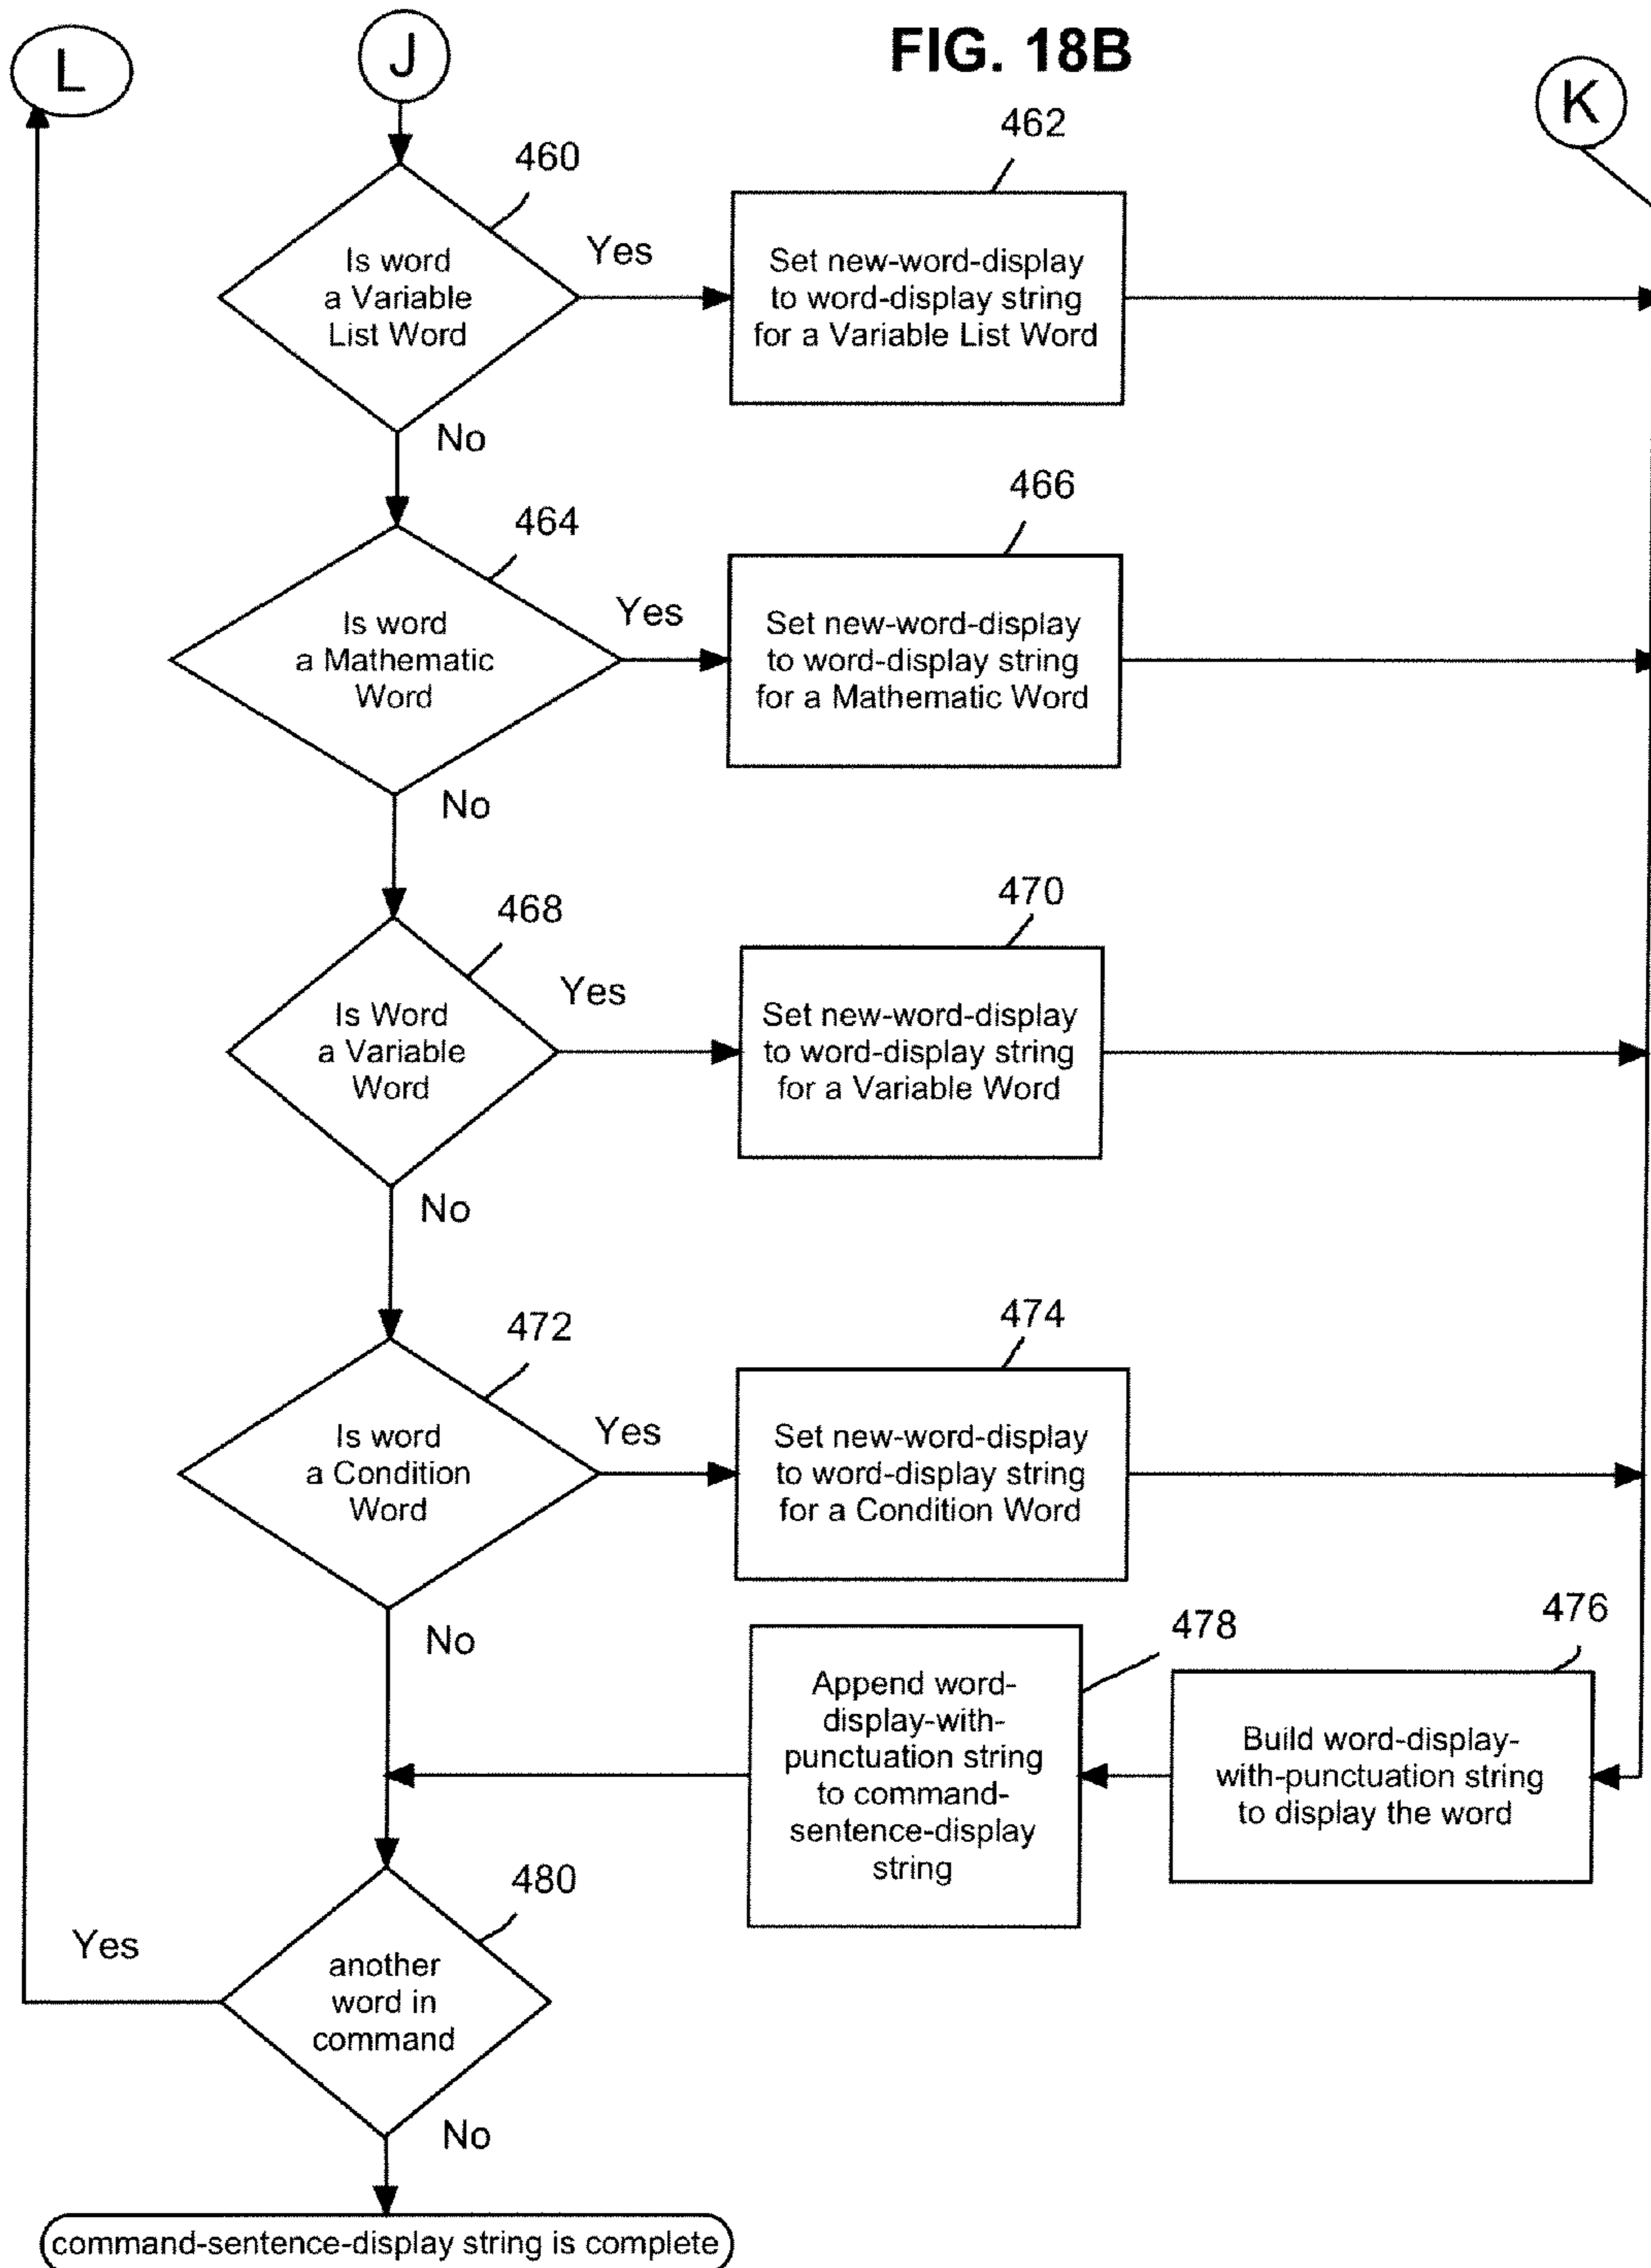 L
J
FIG. 18B
K
460
462
Is word
a Variable
List Word
Yes
Set new-word-display
to word-display string
for a Variable List Word
No
464
466
Is word
a Mathematic
Word
Yes
Set new-word-display
to word-display string
for a Mathematic Word
No
468
470
Is Word
a Variable
Word
Yes
Set new-word-display
to word-display string
for a Variable Word
No
472
474
Is word
a Condition
Word
Yes
Set new-word-display
to word-display string
for a Condition Word
No
476
Build word-display-
with-punctuation string
to display the word
478
Append word-
display-with-
punctuation string
to command-
sentence-display
string
480
another
word in
command
Yes
No
command-sentence-display string is complete